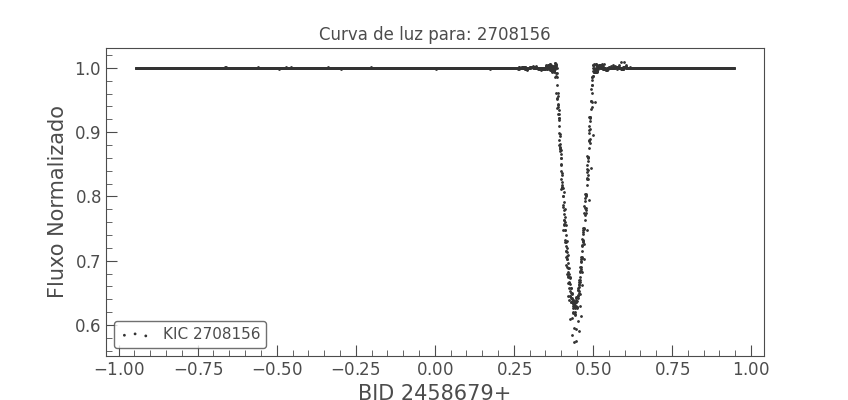 Curva de luz para: 2708156
Fluxo Normalizado
1.0
0.9
0.8
0.7
0.6
KIC 2708156
−1.00 −0.75 −0.50 −0.25 0.00 0.25 0.50 0.75 1.00
BID 2458679+